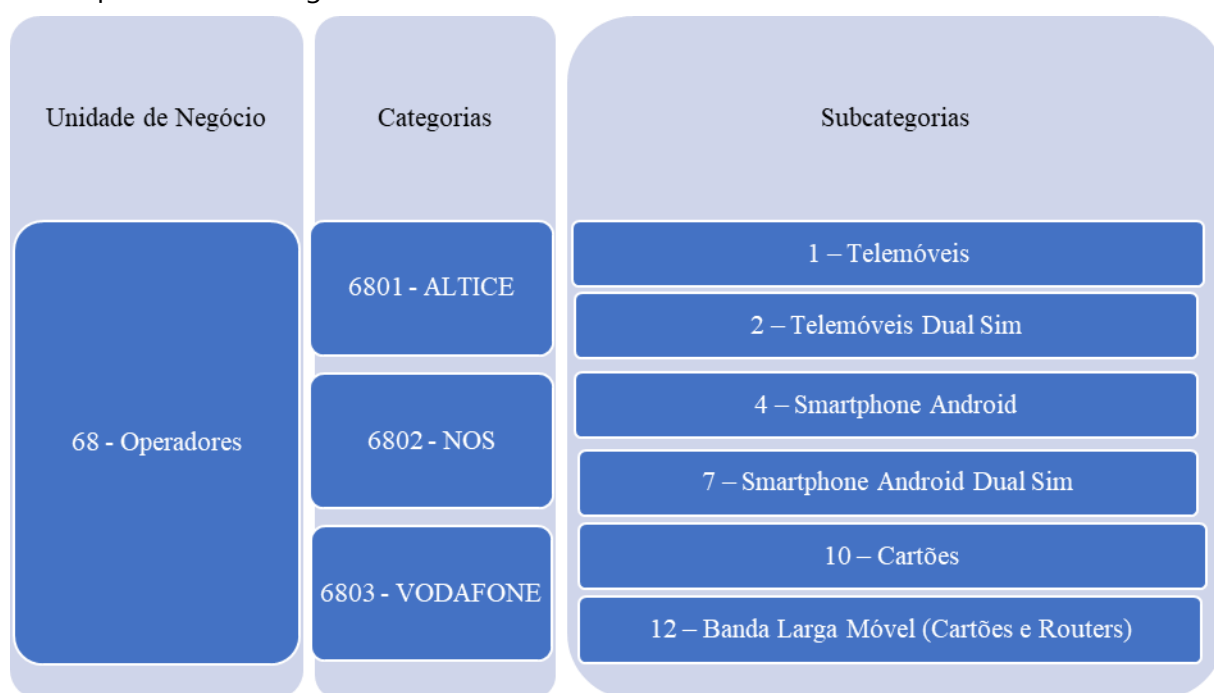 Unidade de Negócio
Categorias
Subcategorias
68 - Operadores
6801 - ALTICE
6802 - NOS
6803 - VODAFONE
1 – Telemóveis
2 – Telemóveis Dual Sim
4 – Smartphone Android
7 – Smartphone Android Dual Sim
10 – Cartões
12 – Banda Larga Móvel (Cartões e Routers)